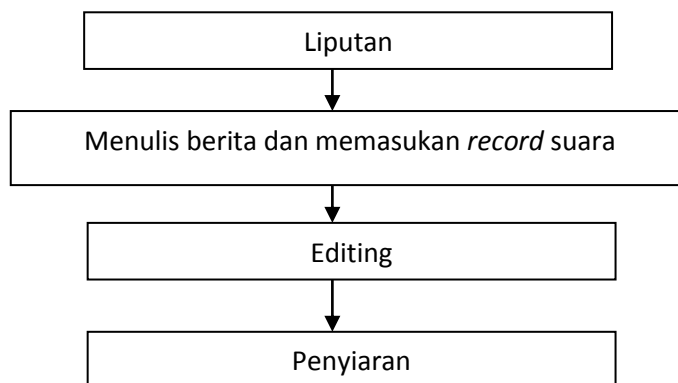 Liputan
Menulis berita dan memasukan record suara
Editing
Penyiaran